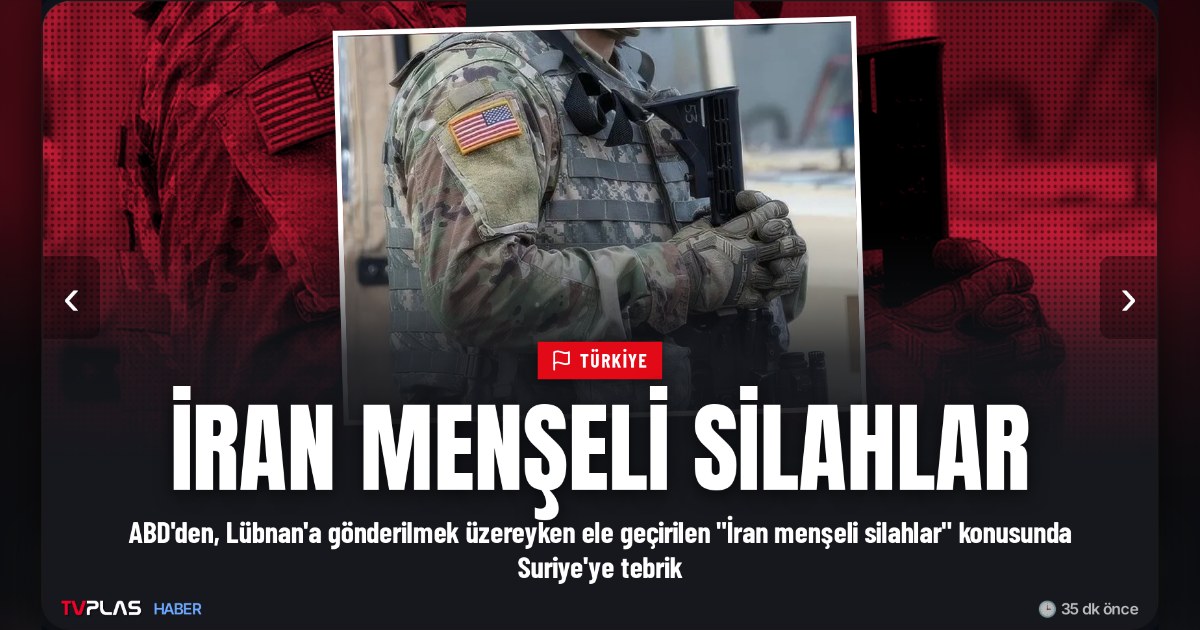 53
TÜRKİYE
İRAN MENŞELİ SİLAHLAR
ABD'den, Lübnan'a gönderilmek üzereyken ele geçirilen "İran menşeli silahlar" konusunda
Suriye'ye tebrik
TVPLAS HABER
35 dk önce